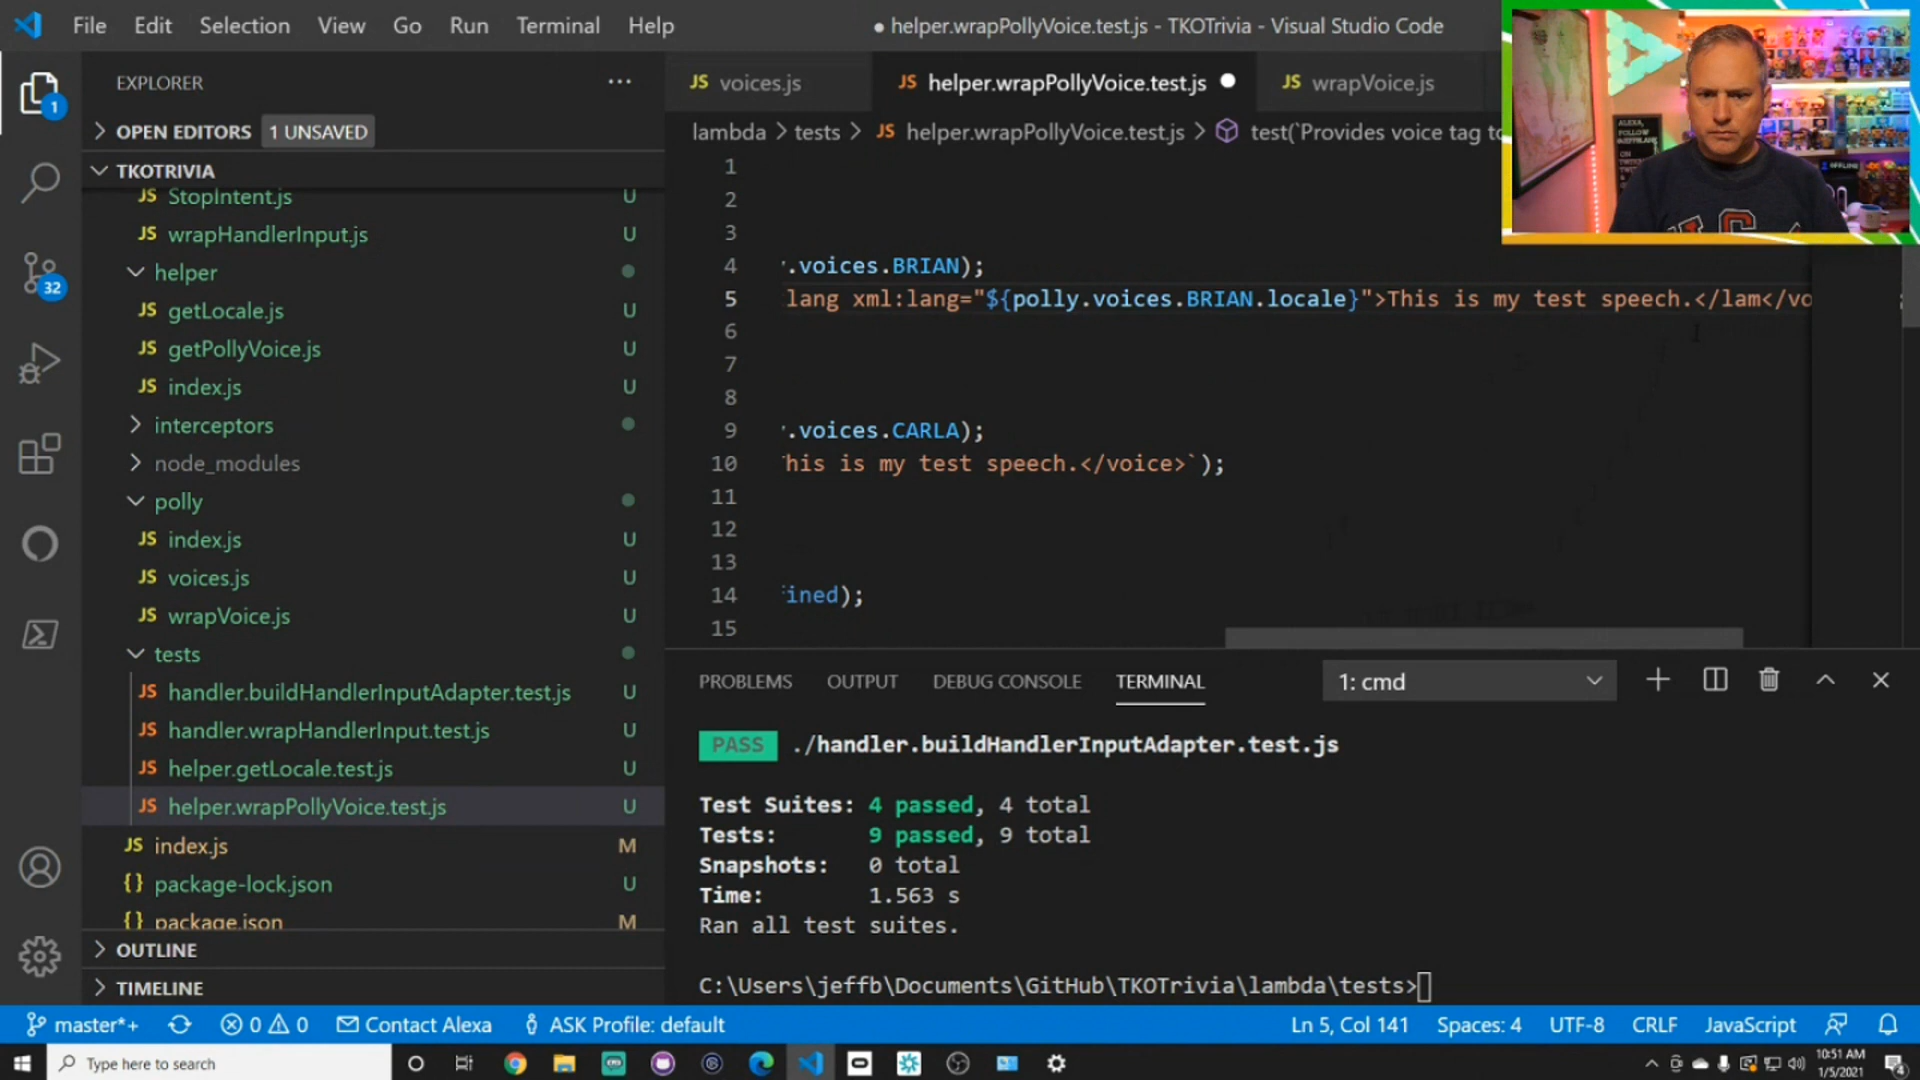 File Edit Selection View Go Run Terminal Help
● helper.wrapPollyVoice.test.js - TKOTrivia - Visual Studio Code
EXPLORER ···
JS voices.js
JS helper.wrapPollyVoice.test.js ●
JS wrapVoice.js
OPEN EDITORS 1 UNSAVED
lambda > tests > JS helper.wrapPollyVoice.test.js > test(`Provides voice tag to
TKOTRIVIA
JS StopIntent.js U
JS wrapHandlerInput.js U
helper
JS getLocale.js U
JS getPollyVoice.js U
JS index.js U
interceptors
node_modules
polly
JS index.js U
JS voices.js U
JS wrapVoice.js U
tests
JS handler.buildHandlerInputAdapter.test.js U
JS handler.wrapHandlerInput.test.js U
JS helper.getLocale.test.js U
JS helper.wrapPollyVoice.test.js U
JS index.js M
{} package-lock.json U
{} package.json M
OUTLINE
TIMELINE
1
32
1
2
3
4 .voices.BRIAN);
5 lang xml:lang="${polly.voices.BRIAN.locale}">This is my test speech.</lam</vo
6
7
8
9 .voices.CARLA);
10 his is my test speech.</voice>`);
11
12
13
14 ined);
15
PROBLEMS OUTPUT DEBUG CONSOLE TERMINAL 1: cmd
PASS ./handler.buildHandlerInputAdapter.test.js
Test Suites: 4 passed, 4 total
Tests: 9 passed, 9 total
Snapshots: 0 total
Time: 1.563 s
Ran all test suites.
C:\Users\jeffb\Documents\GitHub\TKOTrivia\lambda\tests>
ALEXA,
FOLLOW
ON
master*+ 0 0 Contact Alexa ASK Profile: default
Ln 5, Col 141 Spaces: 4 UTF-8 CRLF JavaScript
Type here to search
10:51 AM
1/5/2021
4